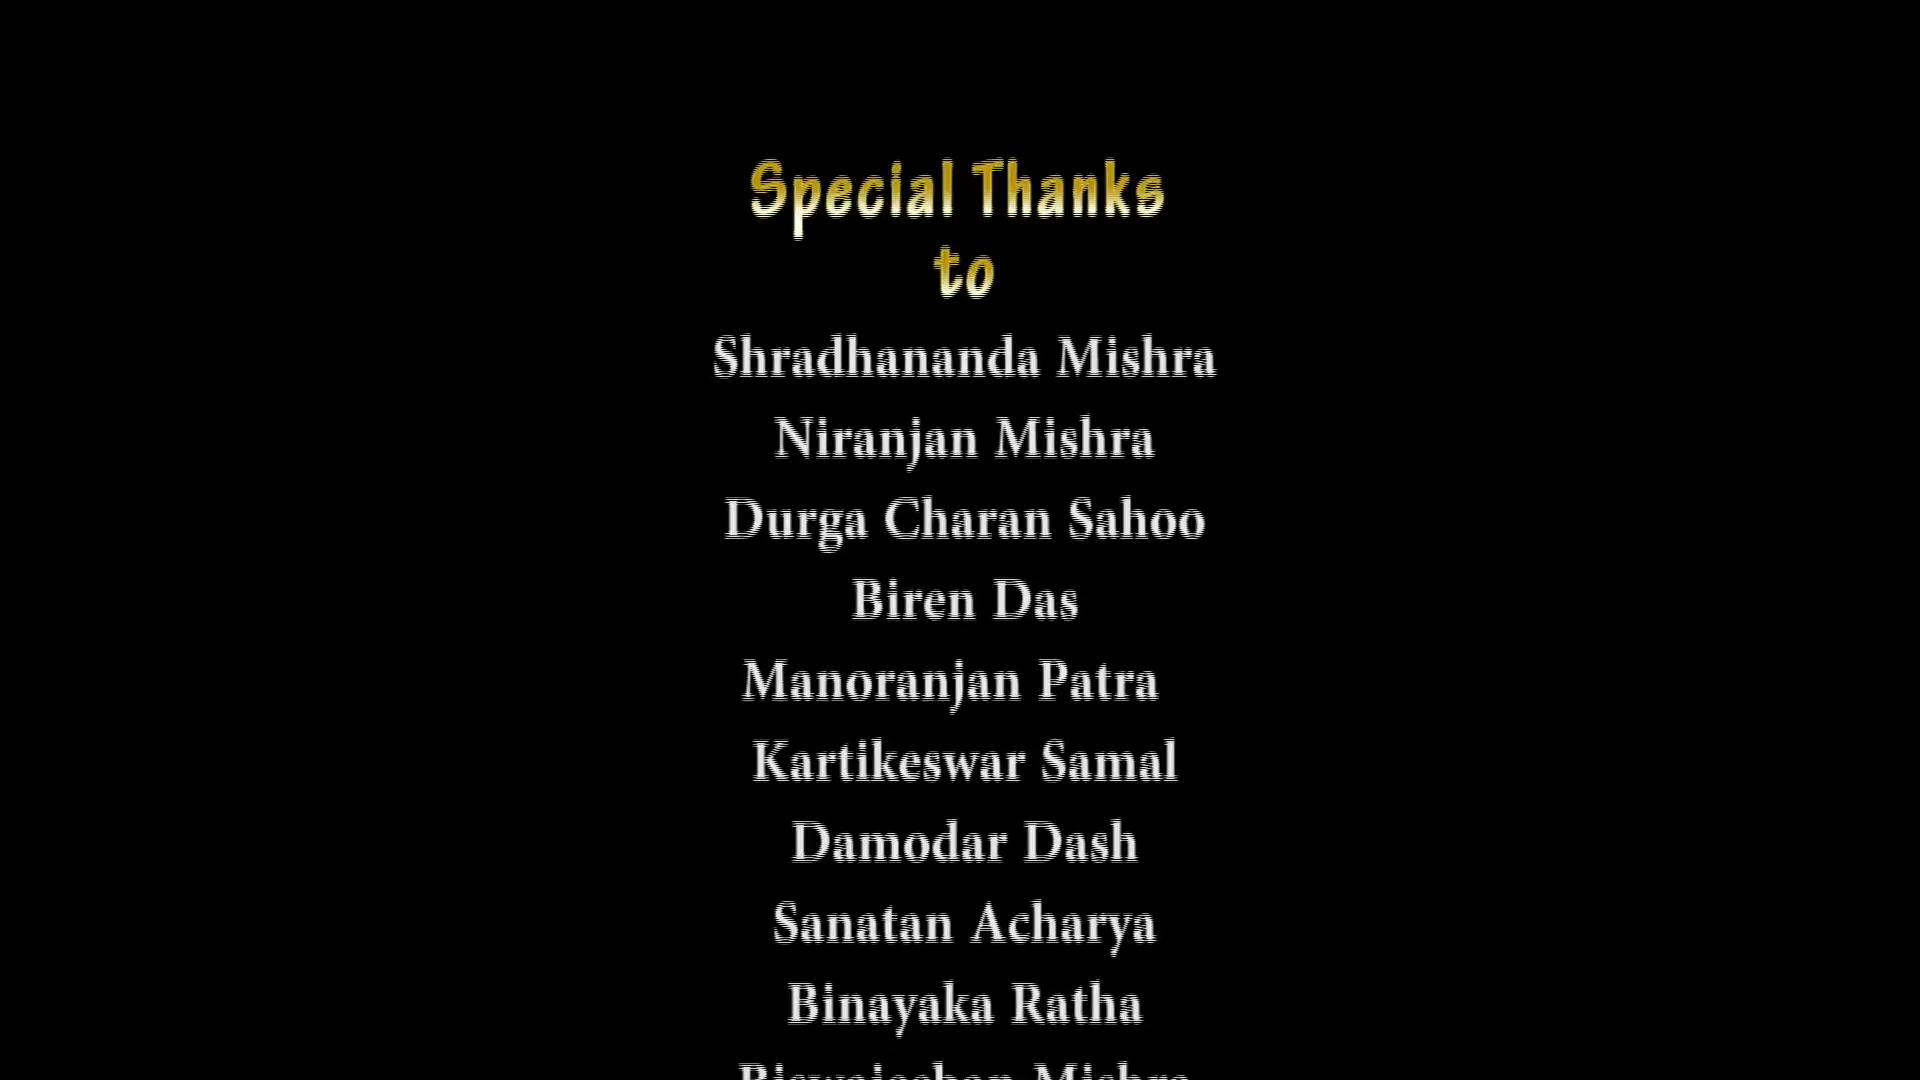 Special Thanks
to
Shradhananda Mishra
Niranjan Mishra
Durga Charan Sahoo
Biren Das
Manoranjan Patra
Kartikeswar Samal
Damodar Dash
Sanatan Acharya
Binayaka Ratha
Mishra